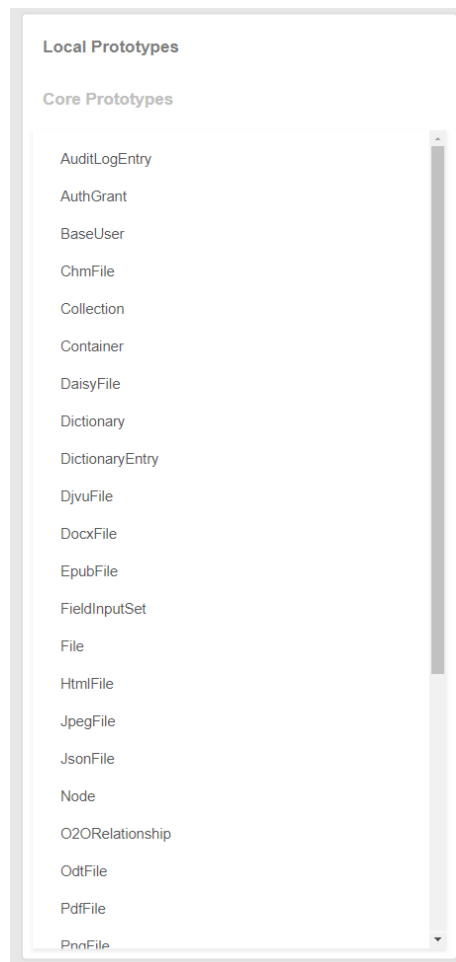 Local Prototypes
Core Prototypes
AuditLogEntry
AuthGrant
BaseUser
ChmFile
Collection
Container
DaisyFile
Dictionary
DictionaryEntry
DjvuFile
DocxFile
EpubFile
FieldInputSet
File
HtmlFile
JpegFile
JsonFile
Node
O2ORelationship
OdtFile
PdfFile
PngFile